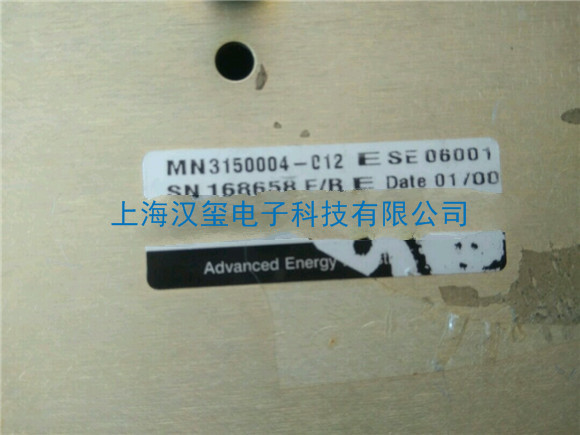 MN3150004-C12 E SE 06001
SN 168658 F/R E Date 01/00
上海汉玺电子科技有限公司
Advanced Energy